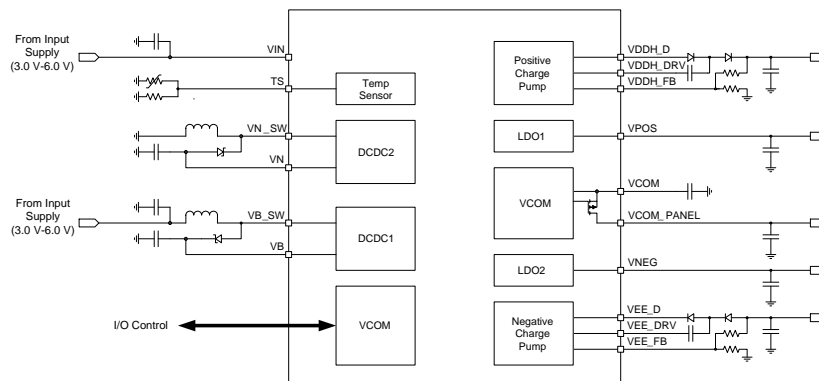 From Input
Supply
(3.0 V-6.0 V)
VIN
TS
Temp
Sensor
VN_SW
VN
DCDC2
From Input
Supply
(3.0 V-6.0 V)
VB_SW
VB
DCDC1
I/O Control
VCOM
Positive
Charge
Pump
VDDH_D
VDDH_DRV
VDDH_FB
LDO1
VPOS
VCOM
VCOM
VCOM_PANEL
LDO2
VNEG
Negative
Charge
Pump
VEE_D
VEE_DRV
VEE_FB